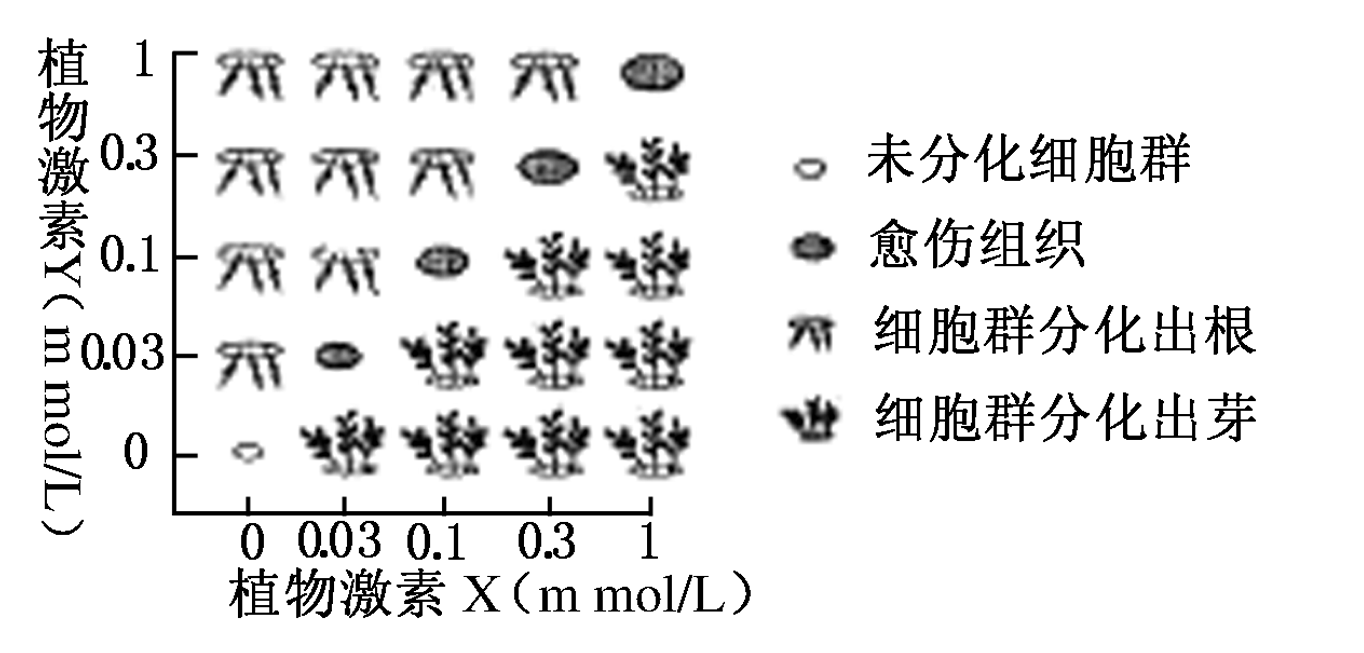 植物激素Y(m mol/L)
1
0.3
0.1
0.03
0
0 0.03 0.1 0.3 1
植物激素 X(m mol/L)
未分化细胞群
愈伤组织
细胞群分化出根
细胞群分化出芽